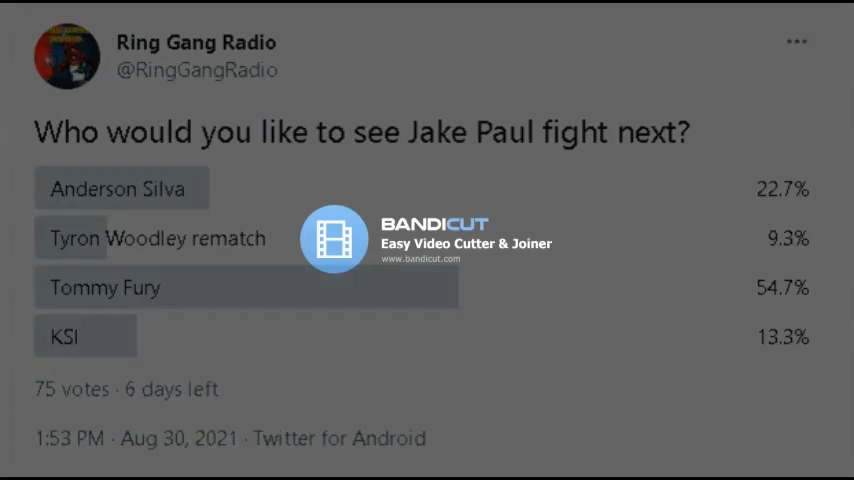 Ring Gang Radio
@RingGangRadio
Who would you like to see Jake Paul fight next?
Anderson Silva 22.7%
Tyron Woodley rematch 9.3%
Tommy Fury 54.7%
KSI 13.3%
75 votes · 6 days left
1:53 PM · Aug 30, 2021 · Twitter for Android
BANDICUT
Easy Video Cutter & Joiner
www.bandicut.com